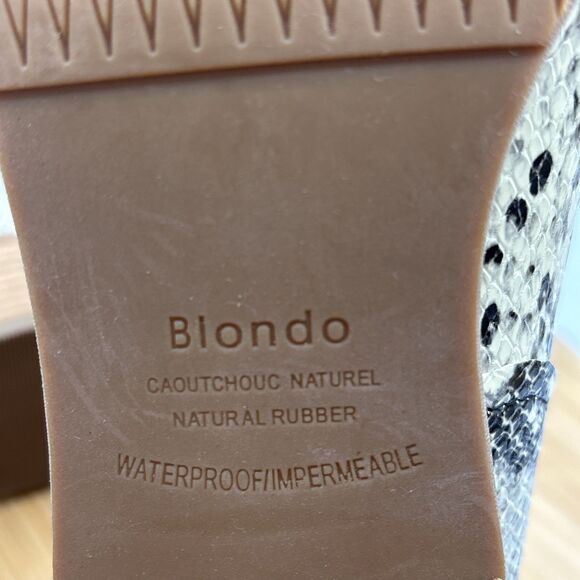 Blondo
CAOUTCHOUC NATUREL
NATURAL RUBBER
WATERPROOF/IMPERMÉABLE